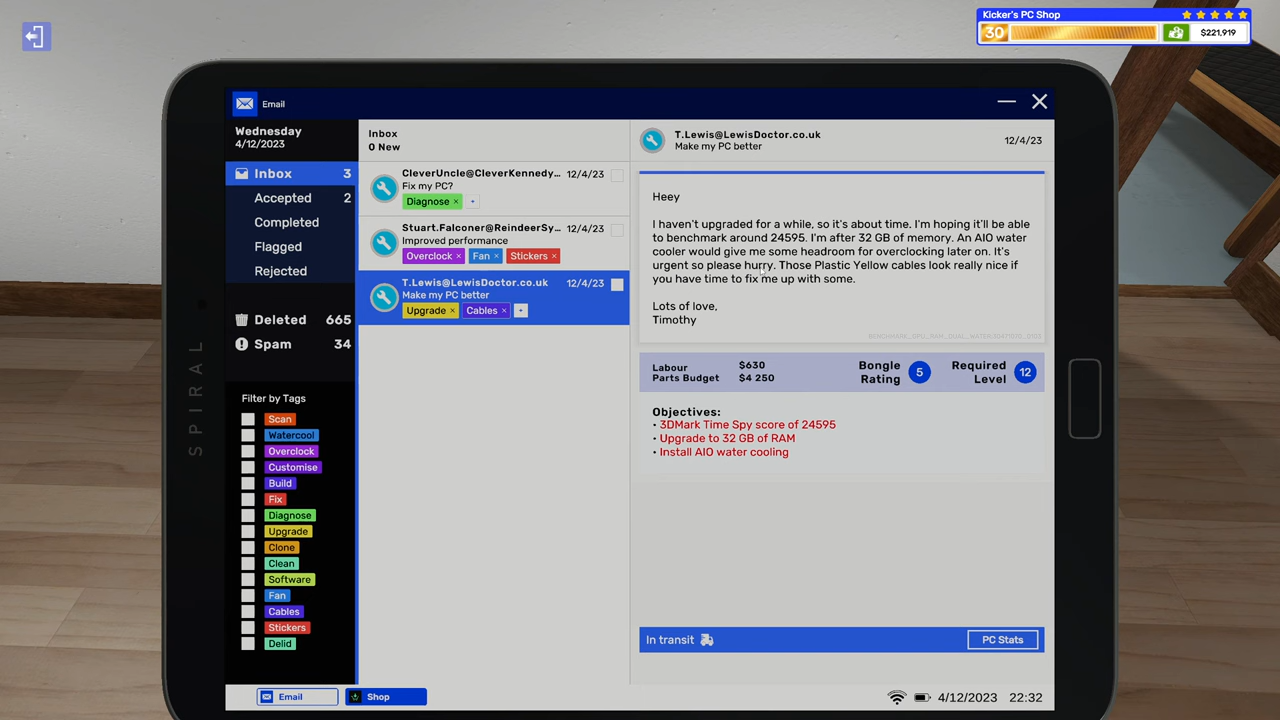 Kicker's PC Shop
30
$221,919
Email
Wednesday
4/12/2023
Inbox 3
Accepted 2
Completed
Flagged
Rejected
Deleted 665
Spam 34
Filter by Tags
Scan
Watercool
Overclock
Customise
Build
Fix
Diagnose
Upgrade
Clone
Clean
Software
Fan
Cables
Stickers
Delid
Inbox
0 New
CleverUncle@CleverKennedy... 12/4/23
Fix my PC?
Diagnose × +
Stuart.Falconer@ReindeerSy... 12/4/23
Improved performance
Overclock × Fan × Stickers ×
T.Lewis@LewisDoctor.co.uk 12/4/23
Make my PC better
Upgrade × Cables × +
T.Lewis@LewisDoctor.co.uk
Make my PC better
12/4/23
Heey
I haven't upgraded for a while, so it's about time. I'm hoping it'll be able
to benchmark around 24595. I'm after 32 GB of memory. An AIO water
cooler would give me some headroom for overclocking later on. It's
urgent so please hurry. Those Plastic Yellow cables look really nice if
you have time to fix me up with some.
Lots of love,
Timothy
Labour $630
Parts Budget $4 250
Bongle Rating 5
Required Level 12
Objectives:
• 3DMark Time Spy score of 24595
• Upgrade to 32 GB of RAM
• Install AIO water cooling
In transit
PC Stats
SPIRAL
Email
Shop
4/12/2023 22:32